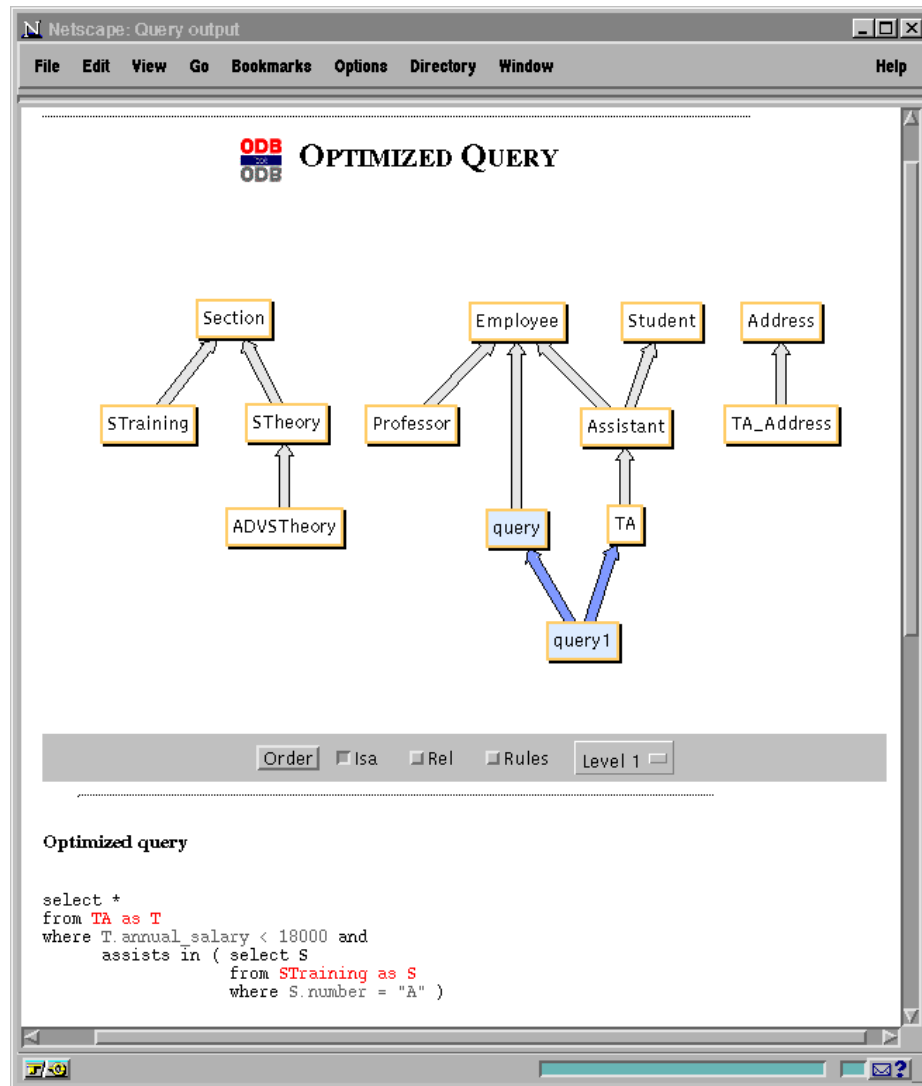 Netscape: Query output
File Edit View Go Bookmarks Options Directory Window Help
ODB
ODB
OPTIMIZED QUERY
Section Employee Student Address
STraining STheory Professor Assistant TA_Address
ADVSTheory query TA
query1
Order Isa Rel Rules Level 1
Optimized query
select *
from TA as T
where T.annual_salary < 18000 and
assists in ( select S
from STraining as S
where S.number = "A" )